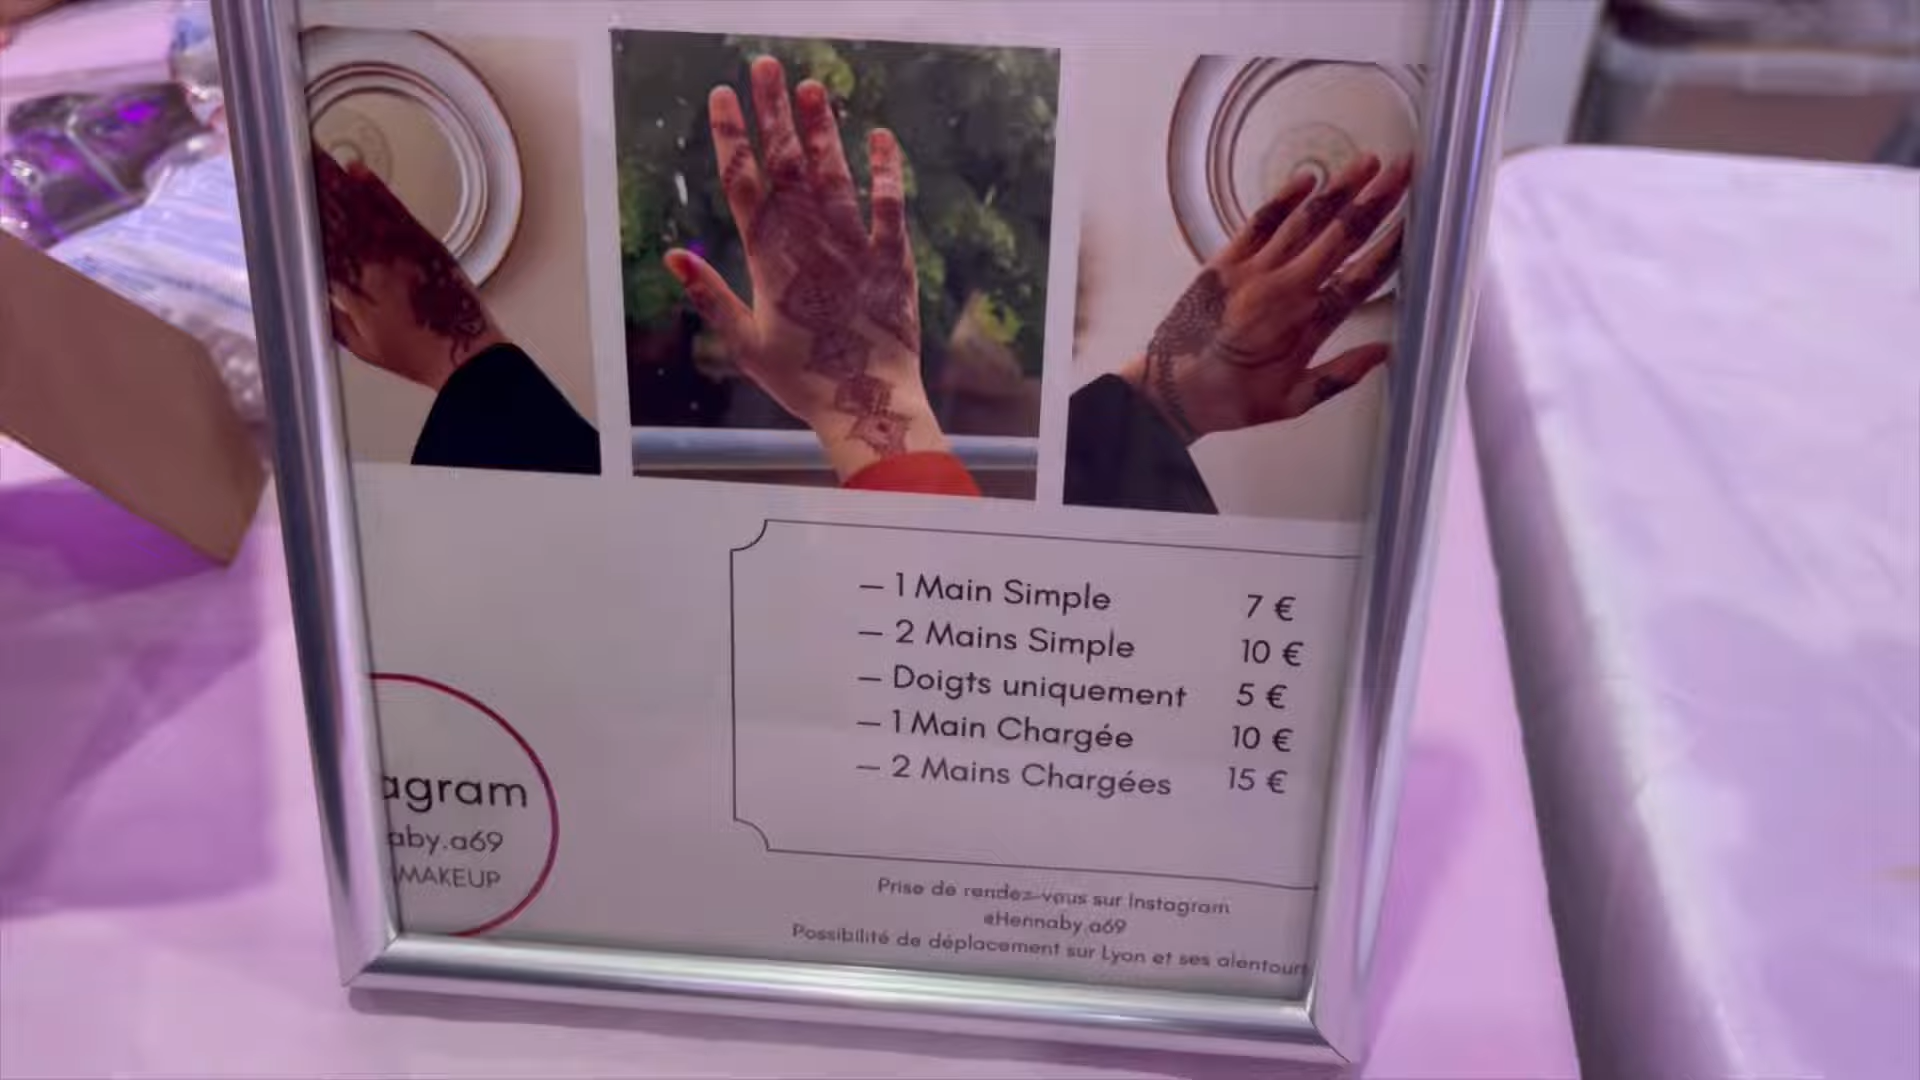 — 1 Main Simple 7 €
— 2 Mains Simple 10 €
— Doigts uniquement 5 €
— 1 Main Chargée 10 €
— 2 Mains Chargées 15 €
agram
aby.a69
MAKEUP
Prise de rendez-vous sur Instagram
@Hennaby.a69
Possibilité de déplacement sur Lyon et ses alentours